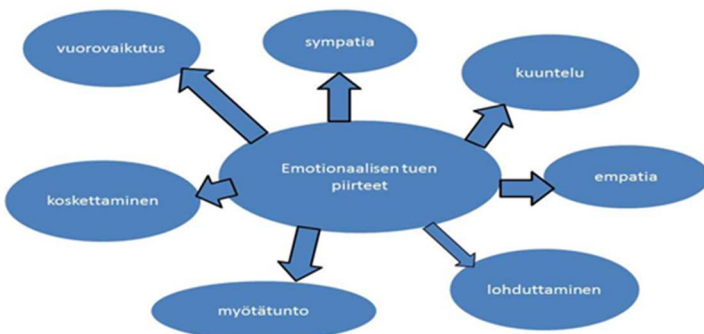 vuorovaikutus
sympatia
kuuntelu
Emotionaalisen tuen
piirteet
koskettaminen
empatia
myötätunto
lohduttaminen